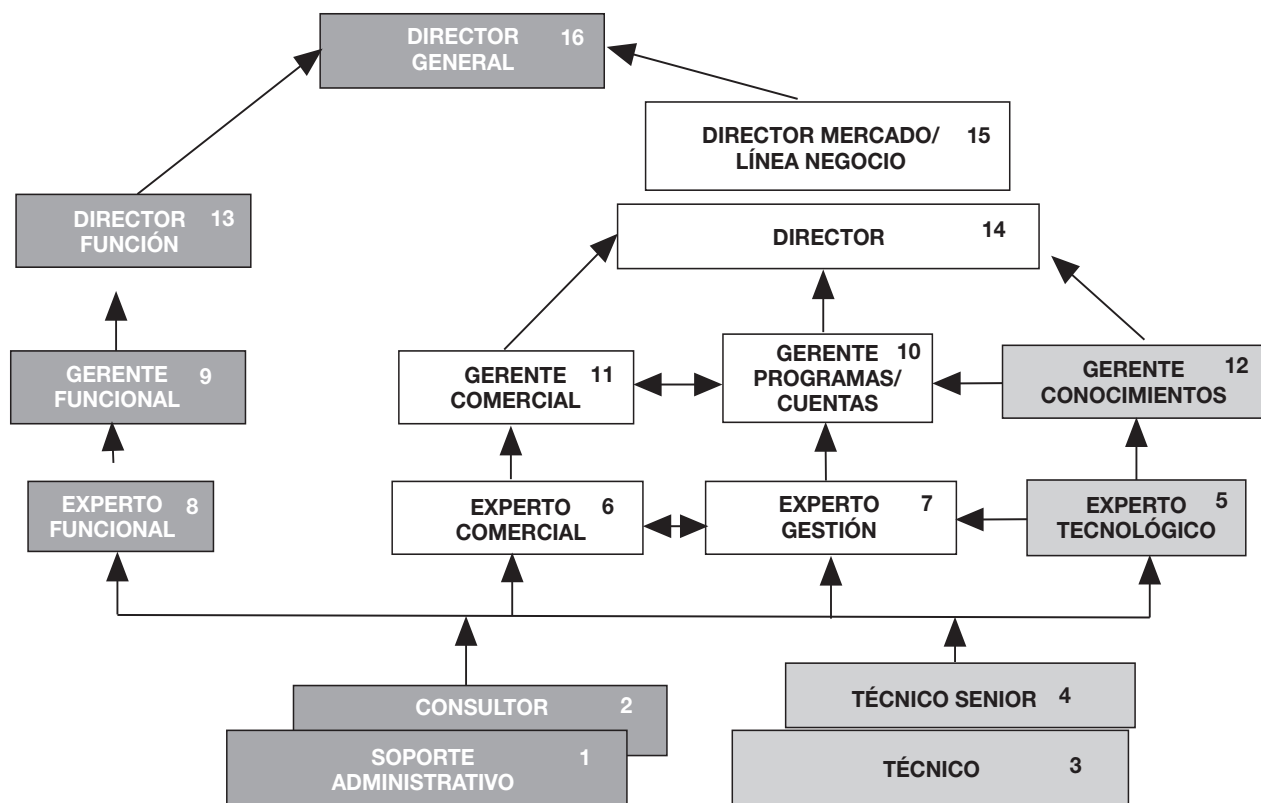 DIRECTOR 16
GENERAL
DIRECTOR MERCADO/ 15
LÍNEA NEGOCIO
DIRECTOR 13
FUNCIÓN
DIRECTOR 14
GERENTE 9
FUNCIONAL
GERENTE 11
COMERCIAL
GERENTE 10
PROGRAMAS/
CUENTAS
GERENTE 12
CONOCIMIENTOS
EXPERTO 8
FUNCIONAL
EXPERTO 6
COMERCIAL
EXPERTO 7
GESTIÓN
EXPERTO 5
TECNOLÓGICO
CONSULTOR 2
SOPORTE 1
ADMINISTRATIVO
TÉCNICO SENIOR 4
TÉCNICO 3